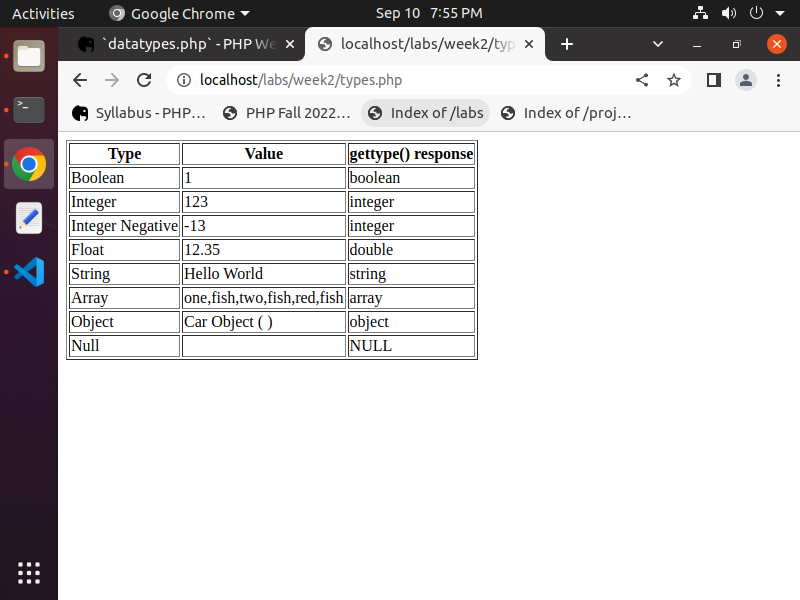 Activities Google Chrome Sep 10 7:55 PM
`datatypes.php` - PHP We localhost/labs/week2/typ
localhost/labs/week2/types.php
Syllabus - PHP… PHP Fall 2022… Index of /labs Index of /proj…
Type Value gettype() response
Boolean 1 boolean
Integer 123 integer
Integer Negative -13 integer
Float 12.35 double
String Hello World string
Array one,fish,two,fish,red,fish array
Object Car Object ( ) object
Null NULL